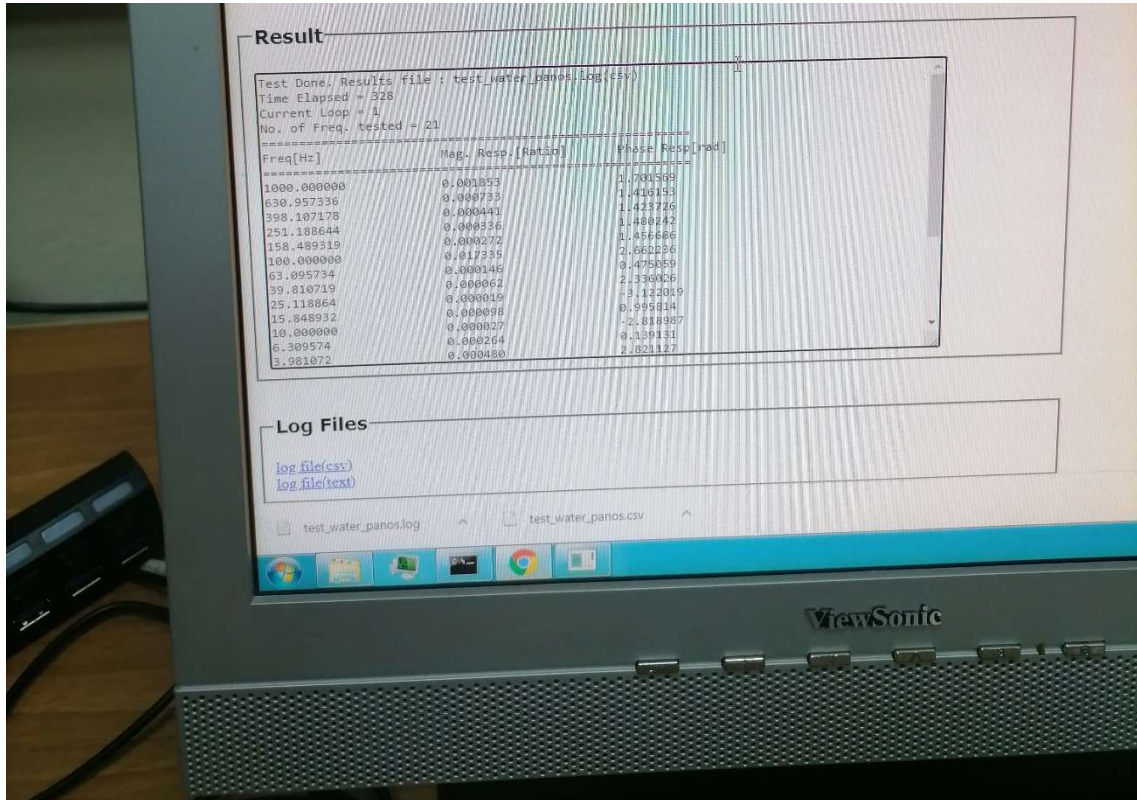 Result
Test Done. Results file : test_water_panos.log(csv)
Time Elapsed = 328
Current Loop = 1
No. of Freq. tested = 21
==================================================
Freq[Hz] Mag. Resp.[Ratio] Phase Resp[rad]
==================================================
1000.000000 0.001853 1.701569
630.957336 0.000733 1.416153
398.107178 0.000441 1.423726
251.188644 0.000336 1.480242
158.489319 0.000272 1.456686
100.000000 0.017335 2.662236
63.095734 0.000146 0.475059
39.810719 0.000062 2.336026
25.118864 0.000019 -3.122019
15.848932 0.000098 0.995814
10.000000 0.000027 -2.818987
6.309574 0.000264 0.139131
3.981072 0.000480 2.821127
Log Files
log file(csv)
log file(text)
test_water_panos.log test_water_panos.csv
ViewSonic